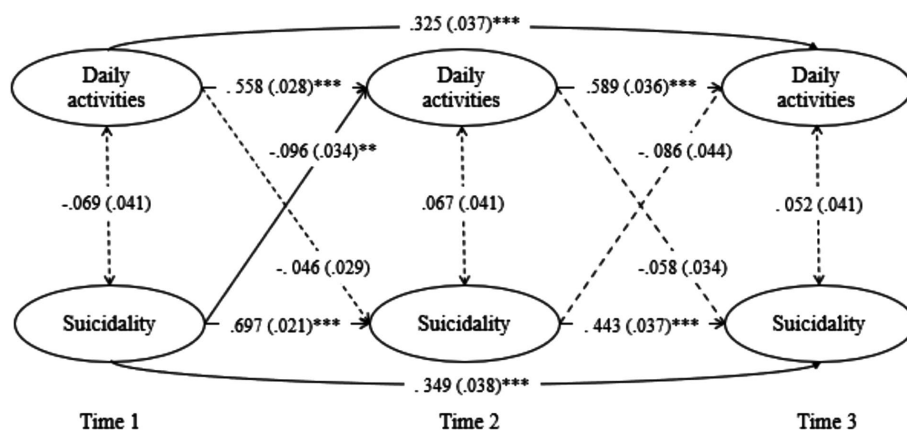 .325 (.037)***
Daily
activities
. 558 (.028)***
Daily
activities
.589 (.036)***
Daily
activities
-.096 (.034)**
-. 086 (.044)
-.069 (.041)
.067 (.041)
. 052 (.041)
-. 046 (.029)
-.058 (.034)
Suicidality
.697 (.021)***
Suicidality
.443 (.037)***
Suicidality
. 349 (.038)***
Time 1
Time 2
Time 3